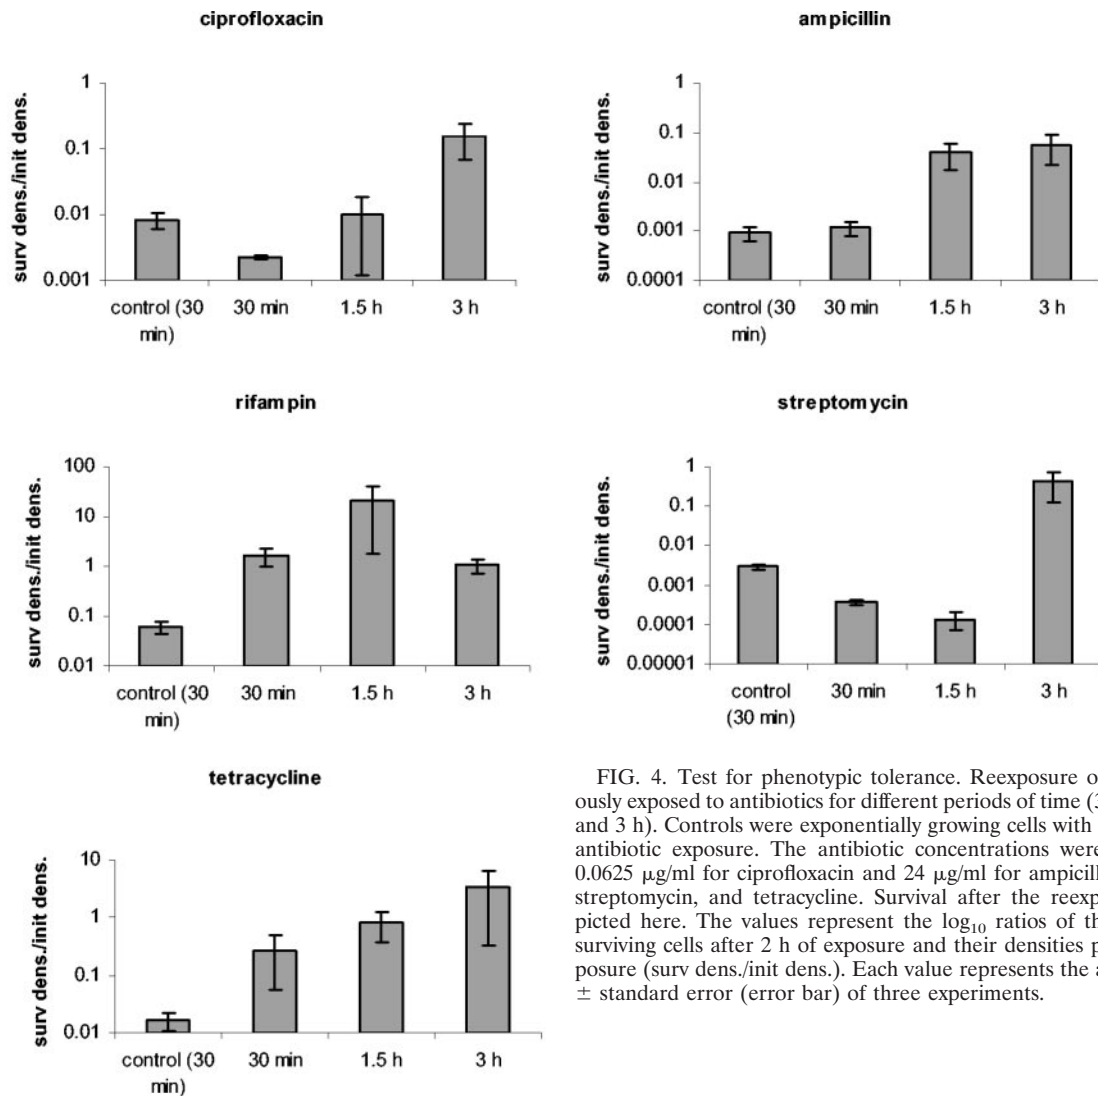 ciprofloxacin
surv dens./init dens.
1
0.1
0.01
0.001
control (30 min)
30 min
1.5 h
3 h
ampicillin
surv dens./init dens.
1
0.1
0.01
0.001
0.0001
control (30 min)
30 min
1.5 h
3 h
rifampin
surv dens./init dens.
100
10
1
0.1
0.01
control (30 min)
30 min
1.5 h
3 h
streptomycin
surv dens./init dens.
1
0.1
0.01
0.001
0.0001
0.00001
control (30 min)
30 min
1.5 h
3 h
tetracycline
surv dens./init dens.
10
1
0.1
0.01
control (30 min)
30 min
1.5 h
3 h
FIG. 4. Test for phenotypic tolerance. Reexposure o
ously exposed to antibiotics for different periods of time (3
and 3 h). Controls were exponentially growing cells with
antibiotic exposure. The antibiotic concentrations were
0.0625 μg/ml for ciprofloxacin and 24 μg/ml for ampicill
streptomycin, and tetracycline. Survival after the reexp
picted here. The values represent the log10 ratios of th
surviving cells after 2 h of exposure and their densities p
posure (surv dens./init dens.). Each value represents the a
± standard error (error bar) of three experiments.